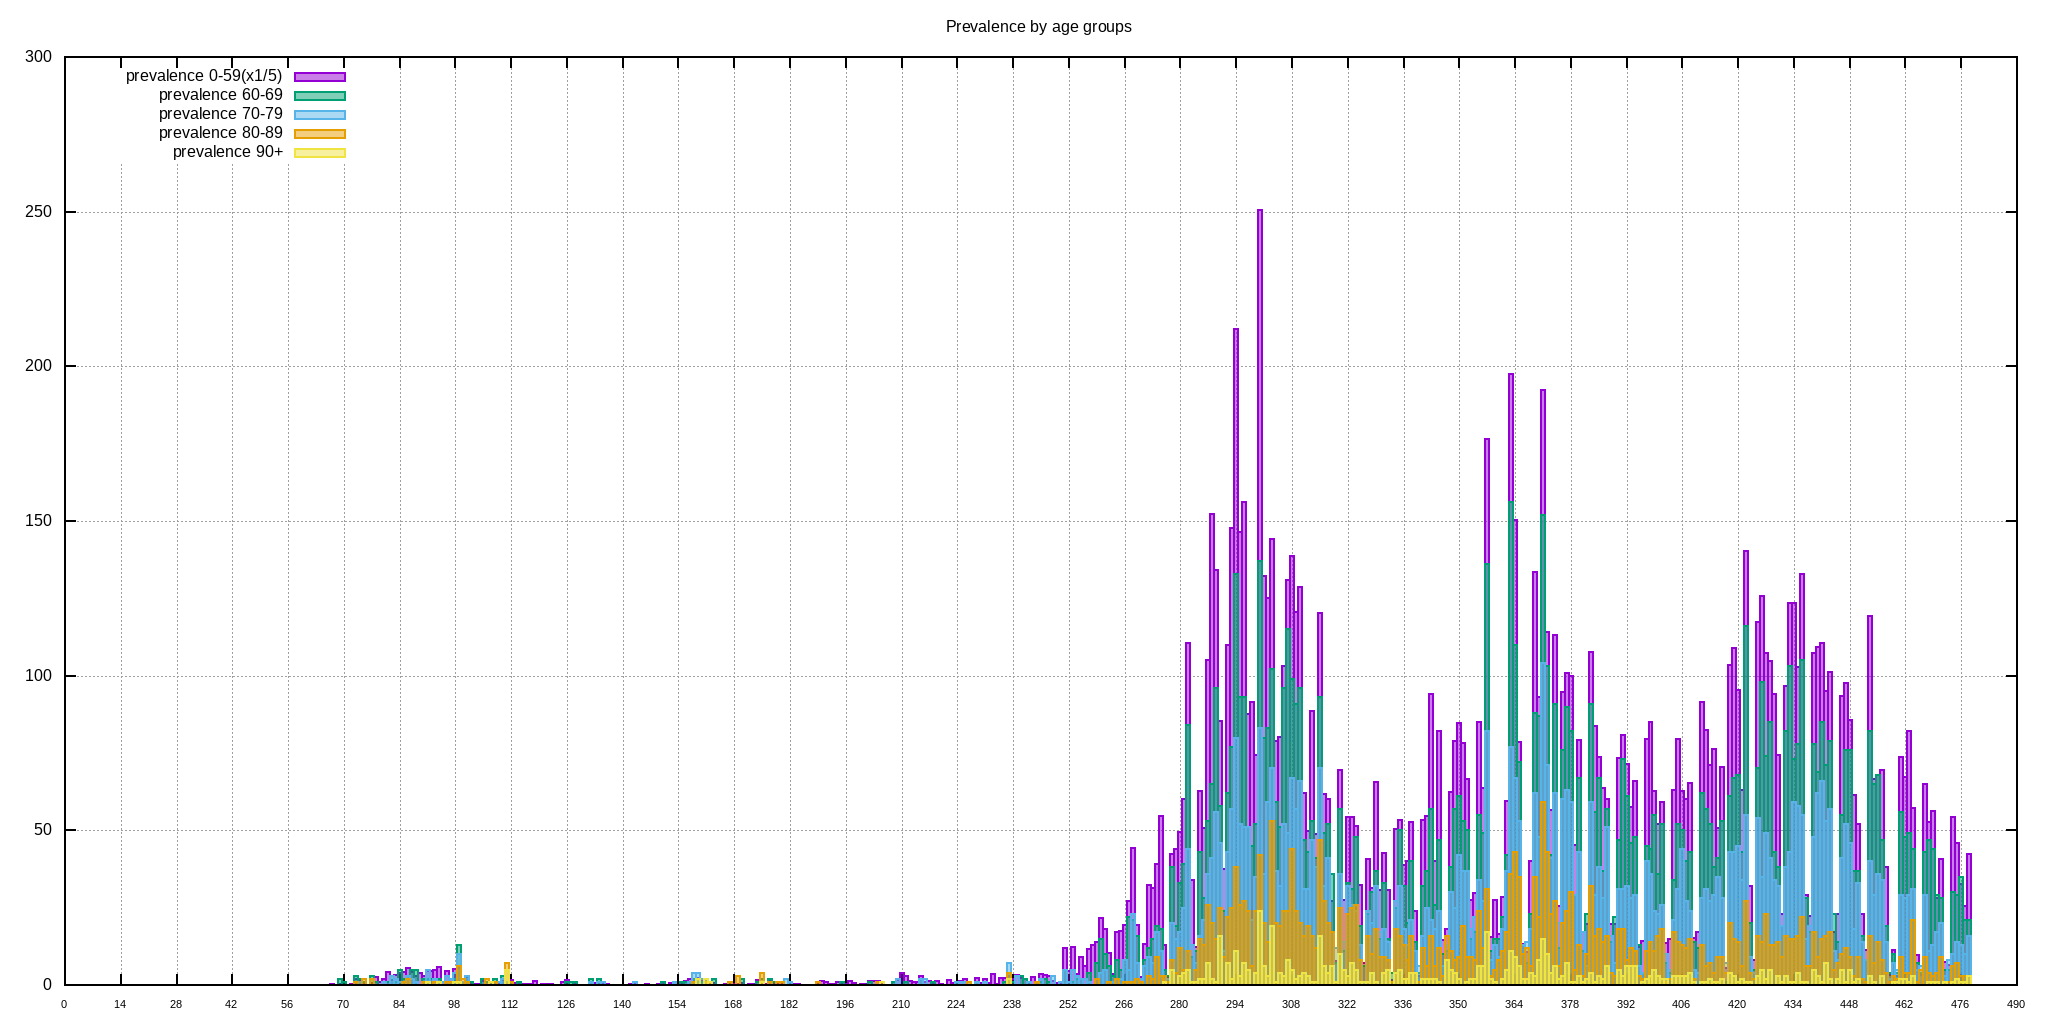 Prevalence by age groups
300
250
200
150
100
50
0
prevalence 0-59(x1/5)
prevalence 60-69
prevalence 70-79
prevalence 80-89
prevalence 90+
0 14 28 42 56 70 84 98 112 126 140 154 168 182 196 210 224 238 252 266 280 294 308 322 336 350 364 378 392 406 420 434 448 462 476 490